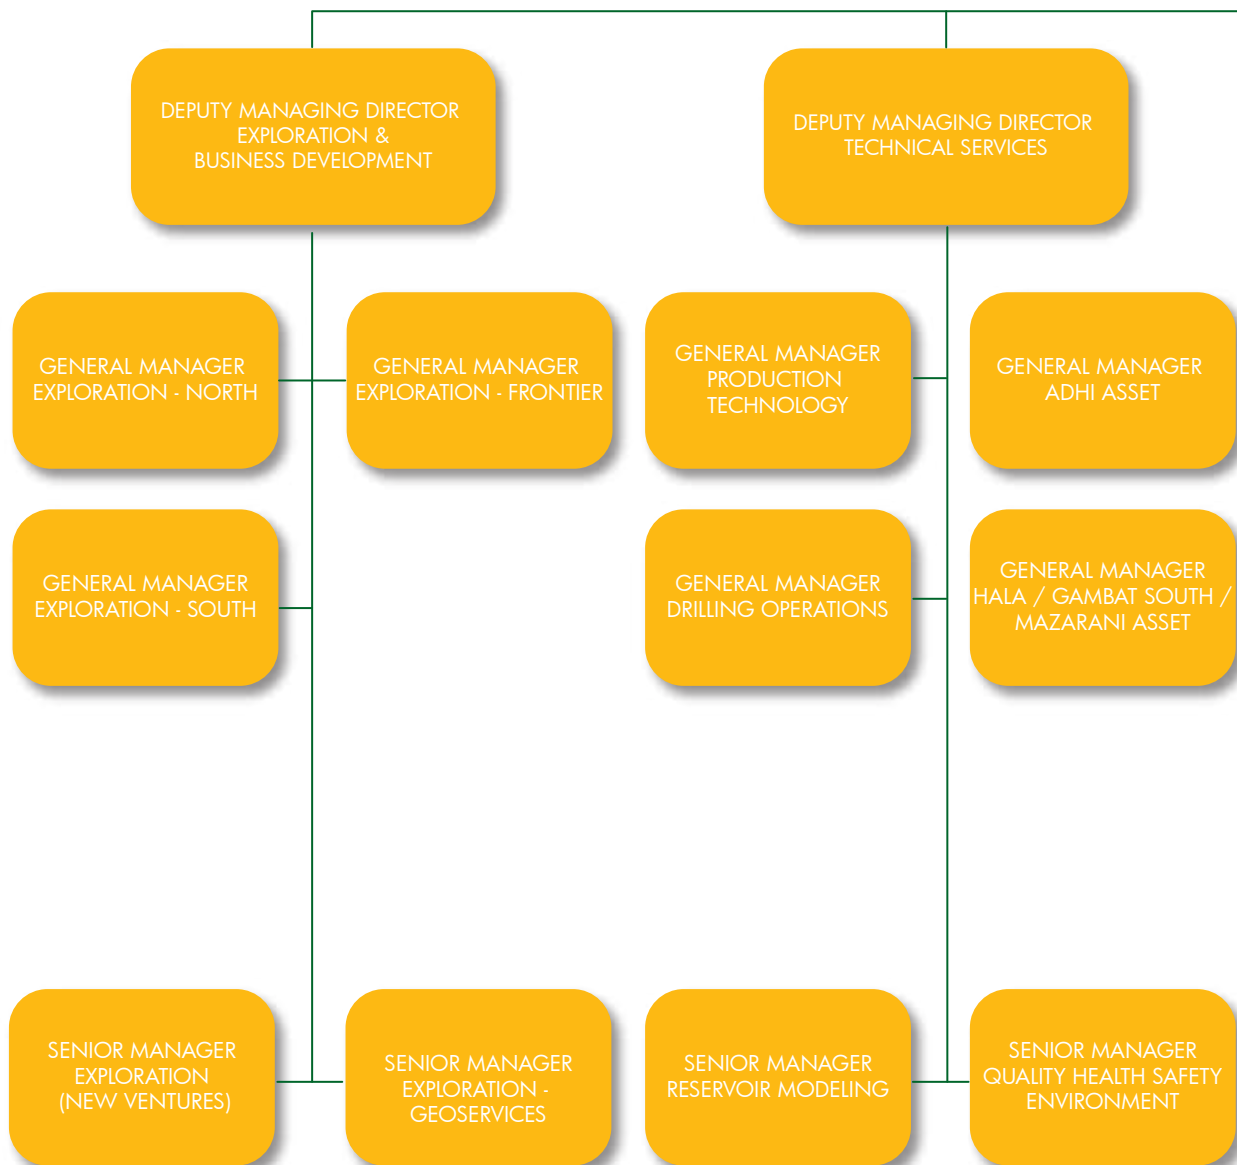 DEPUTY MANAGING DIRECTOR
EXPLORATION &
BUSINESS DEVELOPMENT
DEPUTY MANAGING DIRECTOR
TECHNICAL SERVICES
GENERAL MANAGER
EXPLORATION - NORTH
GENERAL MANAGER
EXPLORATION - FRONTIER
GENERAL MANAGER
PRODUCTION
TECHNOLOGY
GENERAL MANAGER
ADHI ASSET
GENERAL MANAGER
EXPLORATION - SOUTH
GENERAL MANAGER
DRILLING OPERATIONS
GENERAL MANAGER
HALA / GAMBAT SOUTH /
MAZARANI ASSET
SENIOR MANAGER
EXPLORATION
(NEW VENTURES)
SENIOR MANAGER
EXPLORATION -
GEOSERVICES
SENIOR MANAGER
RESERVOIR MODELING
SENIOR MANAGER
QUALITY HEALTH SAFETY
ENVIRONMENT